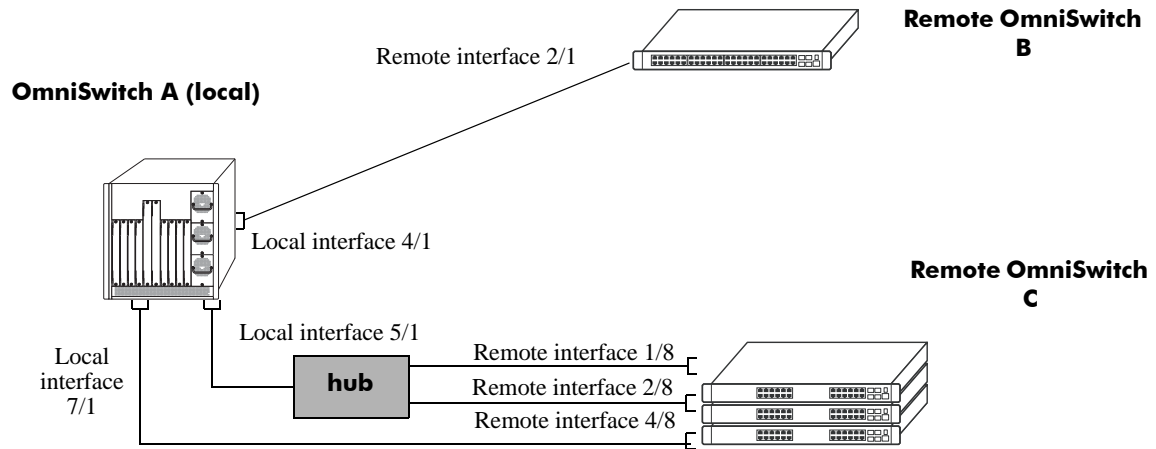 Remote OmniSwitch
B
Remote interface 2/1
OmniSwitch A (local)
Local interface 4/1
Remote OmniSwitch
C
Local interface 5/1
Local
interface
7/1
hub
Remote interface 1/8
Remote interface 2/8
Remote interface 4/8